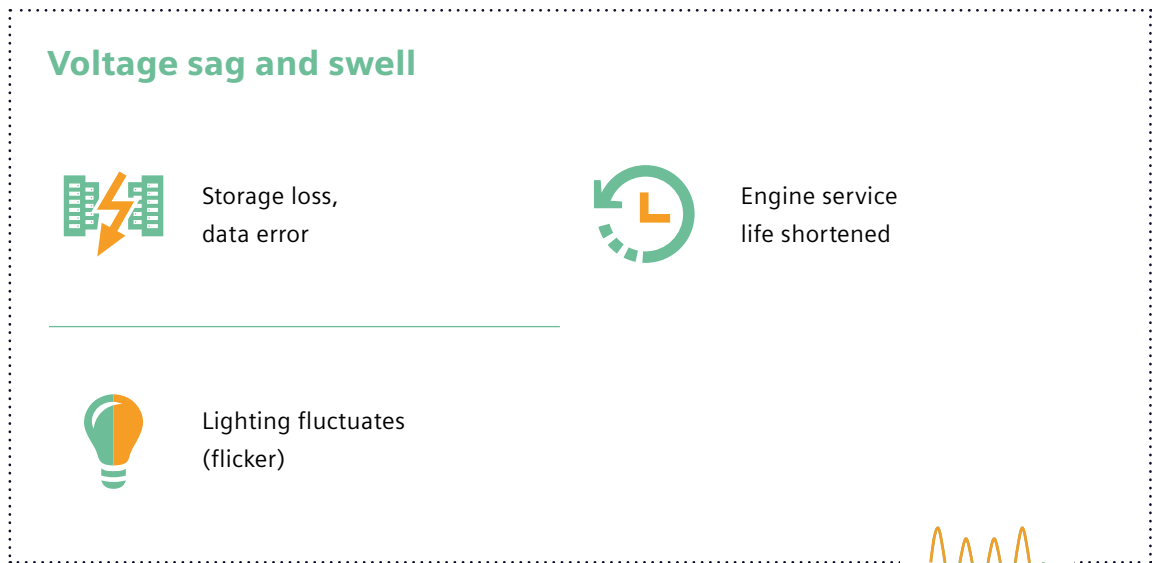 Voltage sag and swell
Storage loss,
data error
Engine service
life shortened
Lighting fluctuates
(flicker)